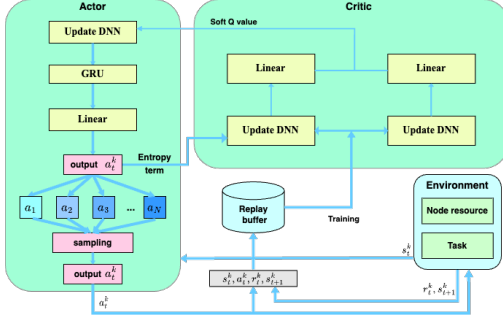 Actor
Update DNN
GRU
Linear
output a_t^k
a_1
a_2
a_3
...
a_N
sampling
output a_t^k
a_t^k
Entropy
term
Soft Q value
Critic
Linear
Linear
Update DNN
Update DNN
Replay
buffer
Training
s_t^k, a_t^k, r_t^k, s_{t+1}^k
Environment
Node resource
Task
s_t^k
r_t^k, s_{t+1}^k